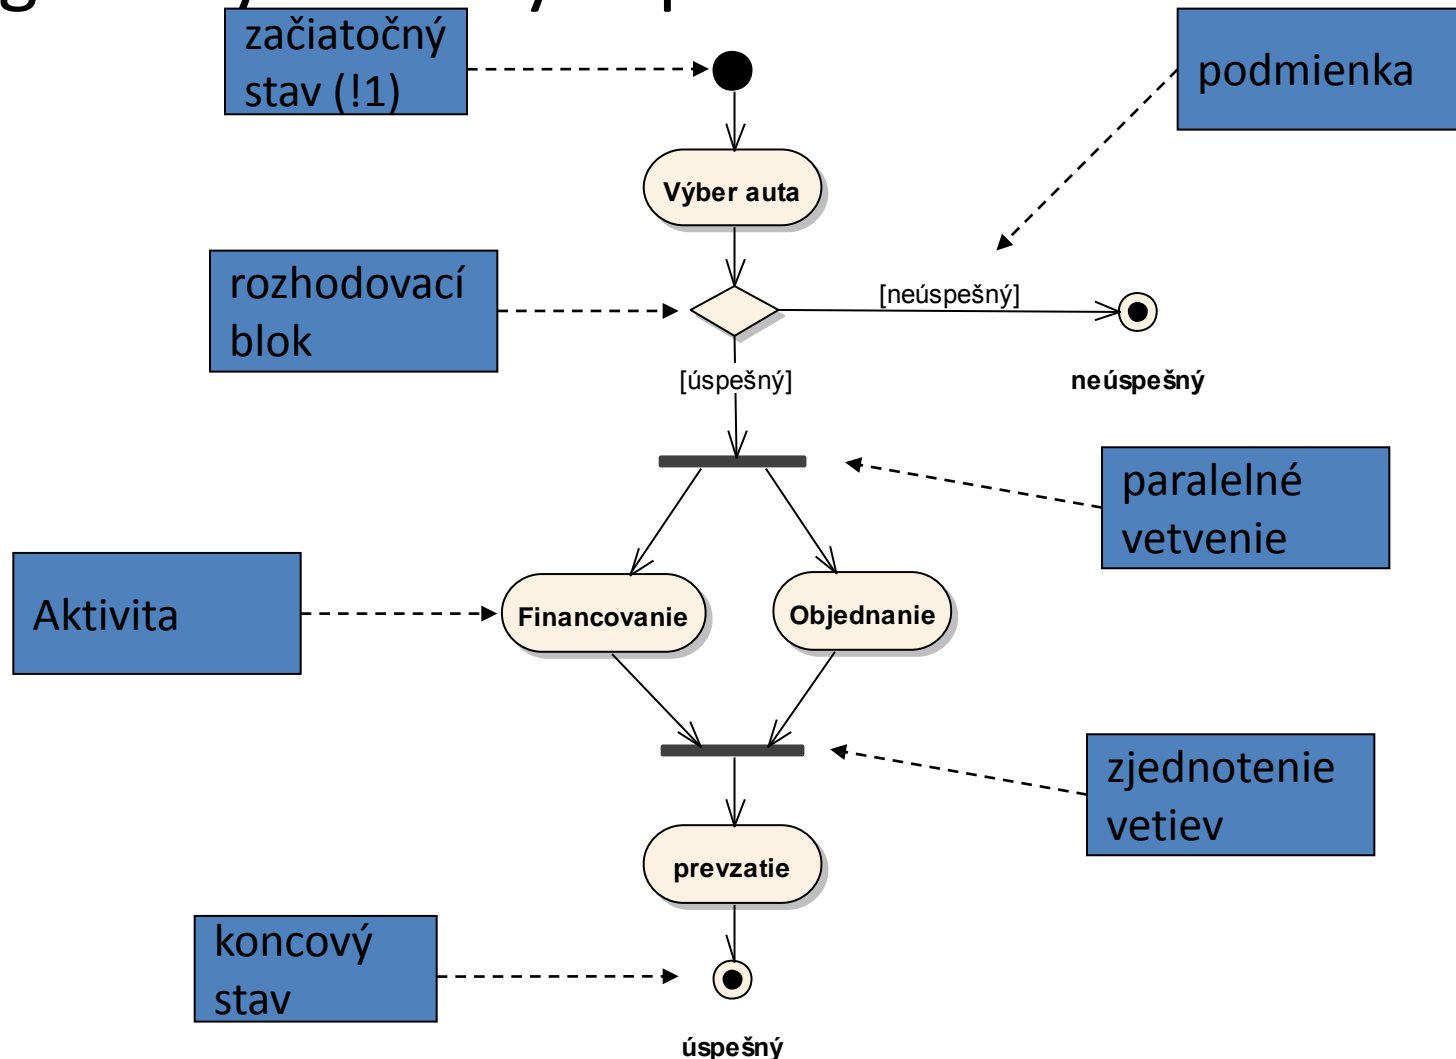 začiatočný
stav (!1)
podmienka
Výber auta
rozhodovací
blok
[neúspešný]
neúspešný
[úspešný]
paralelné
vetvenie
Aktivita
Financovanie
Objednanie
zjednotenie
vetiev
prevzatie
koncový
stav
úspešný